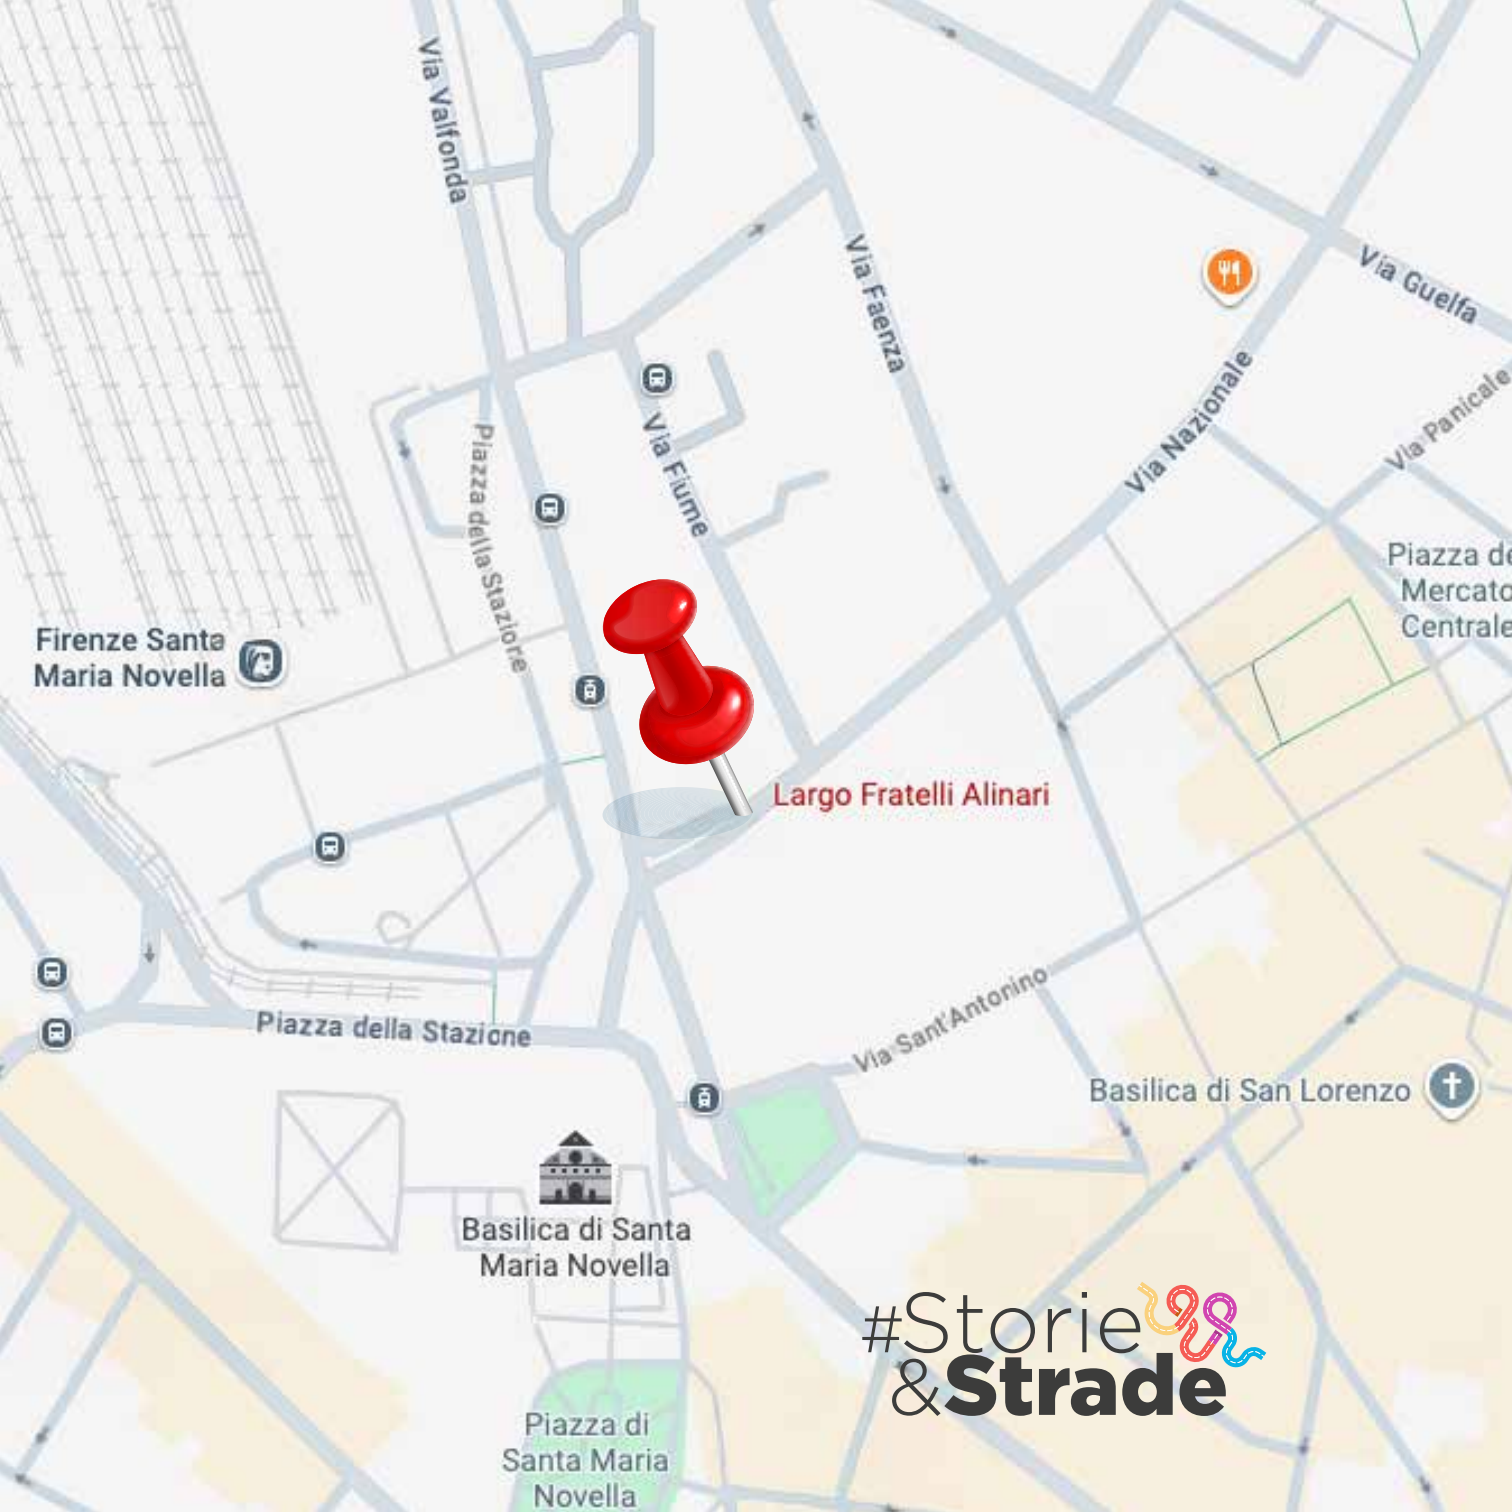 Via Valfonda
Via Faenza
Via Guelfa
Via Nazionale
Via Panicale
Via Fiume
Piazza della Stazione
Piazza de
Mercato
Centrale
Firenze Santa
Maria Novella
Largo Fratelli Alinari
Via Sant'Antonino
Piazza della Stazione
Basilica di San Lorenzo
Basilica di Santa
Maria Novella
#Storie
&Strade
Piazza di
Santa Maria
Novella